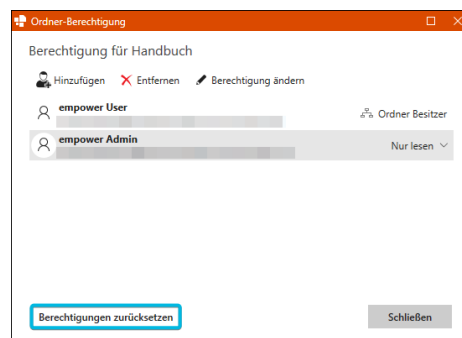 Ordner-Berechtigung
Berechtigung für Handbuch
Hinzufügen Entfernen Berechtigung ändern
empower User
Ordner Besitzer
empower Admin
Nur lesen
Berechtigungen zurücksetzen Schließen